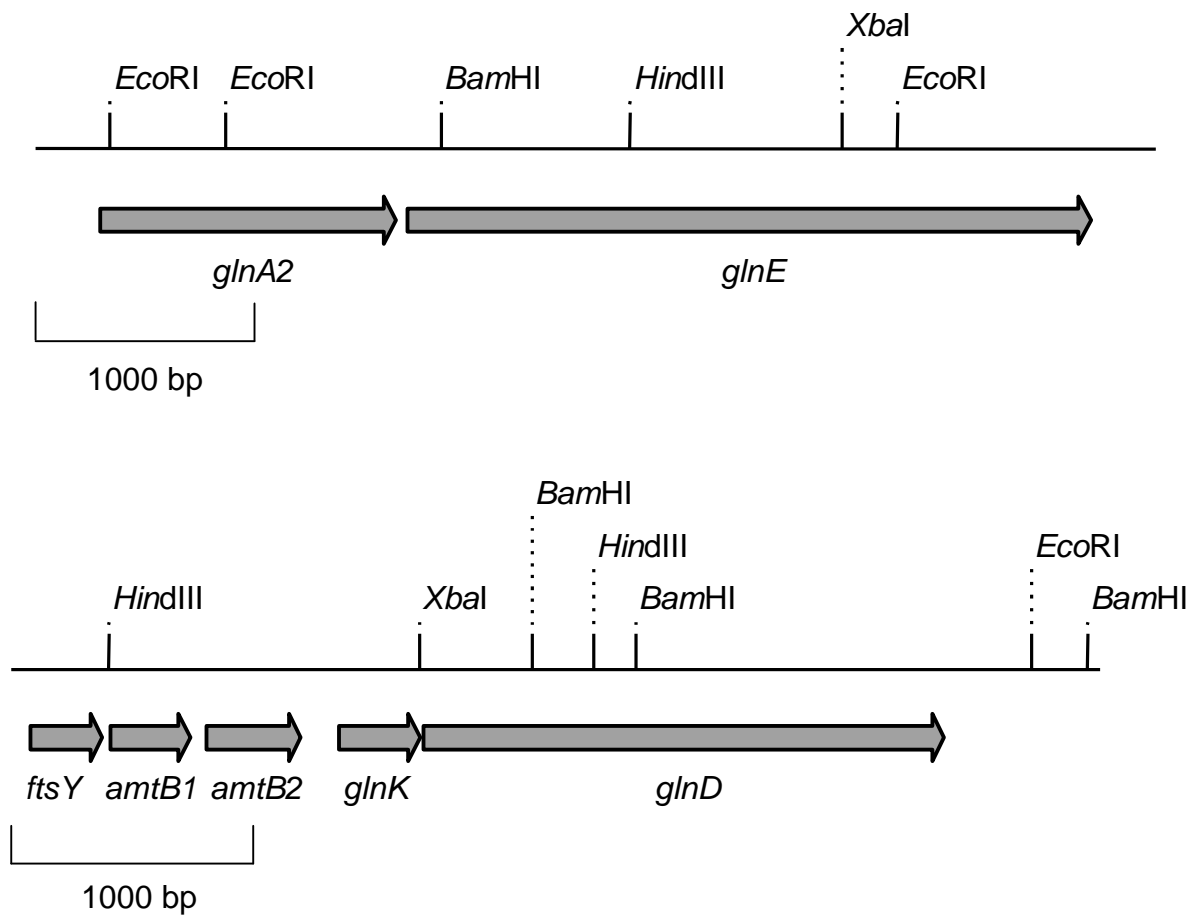 XbaI
EcoRI EcoRI BamHI HindIII EcoRI
glnA2 glnE
1000 bp
BamHI
HindIII EcoRI
HindIII XbaI BamHI BamHI
ftsY amtB1 amtB2 glnK glnD
1000 bp